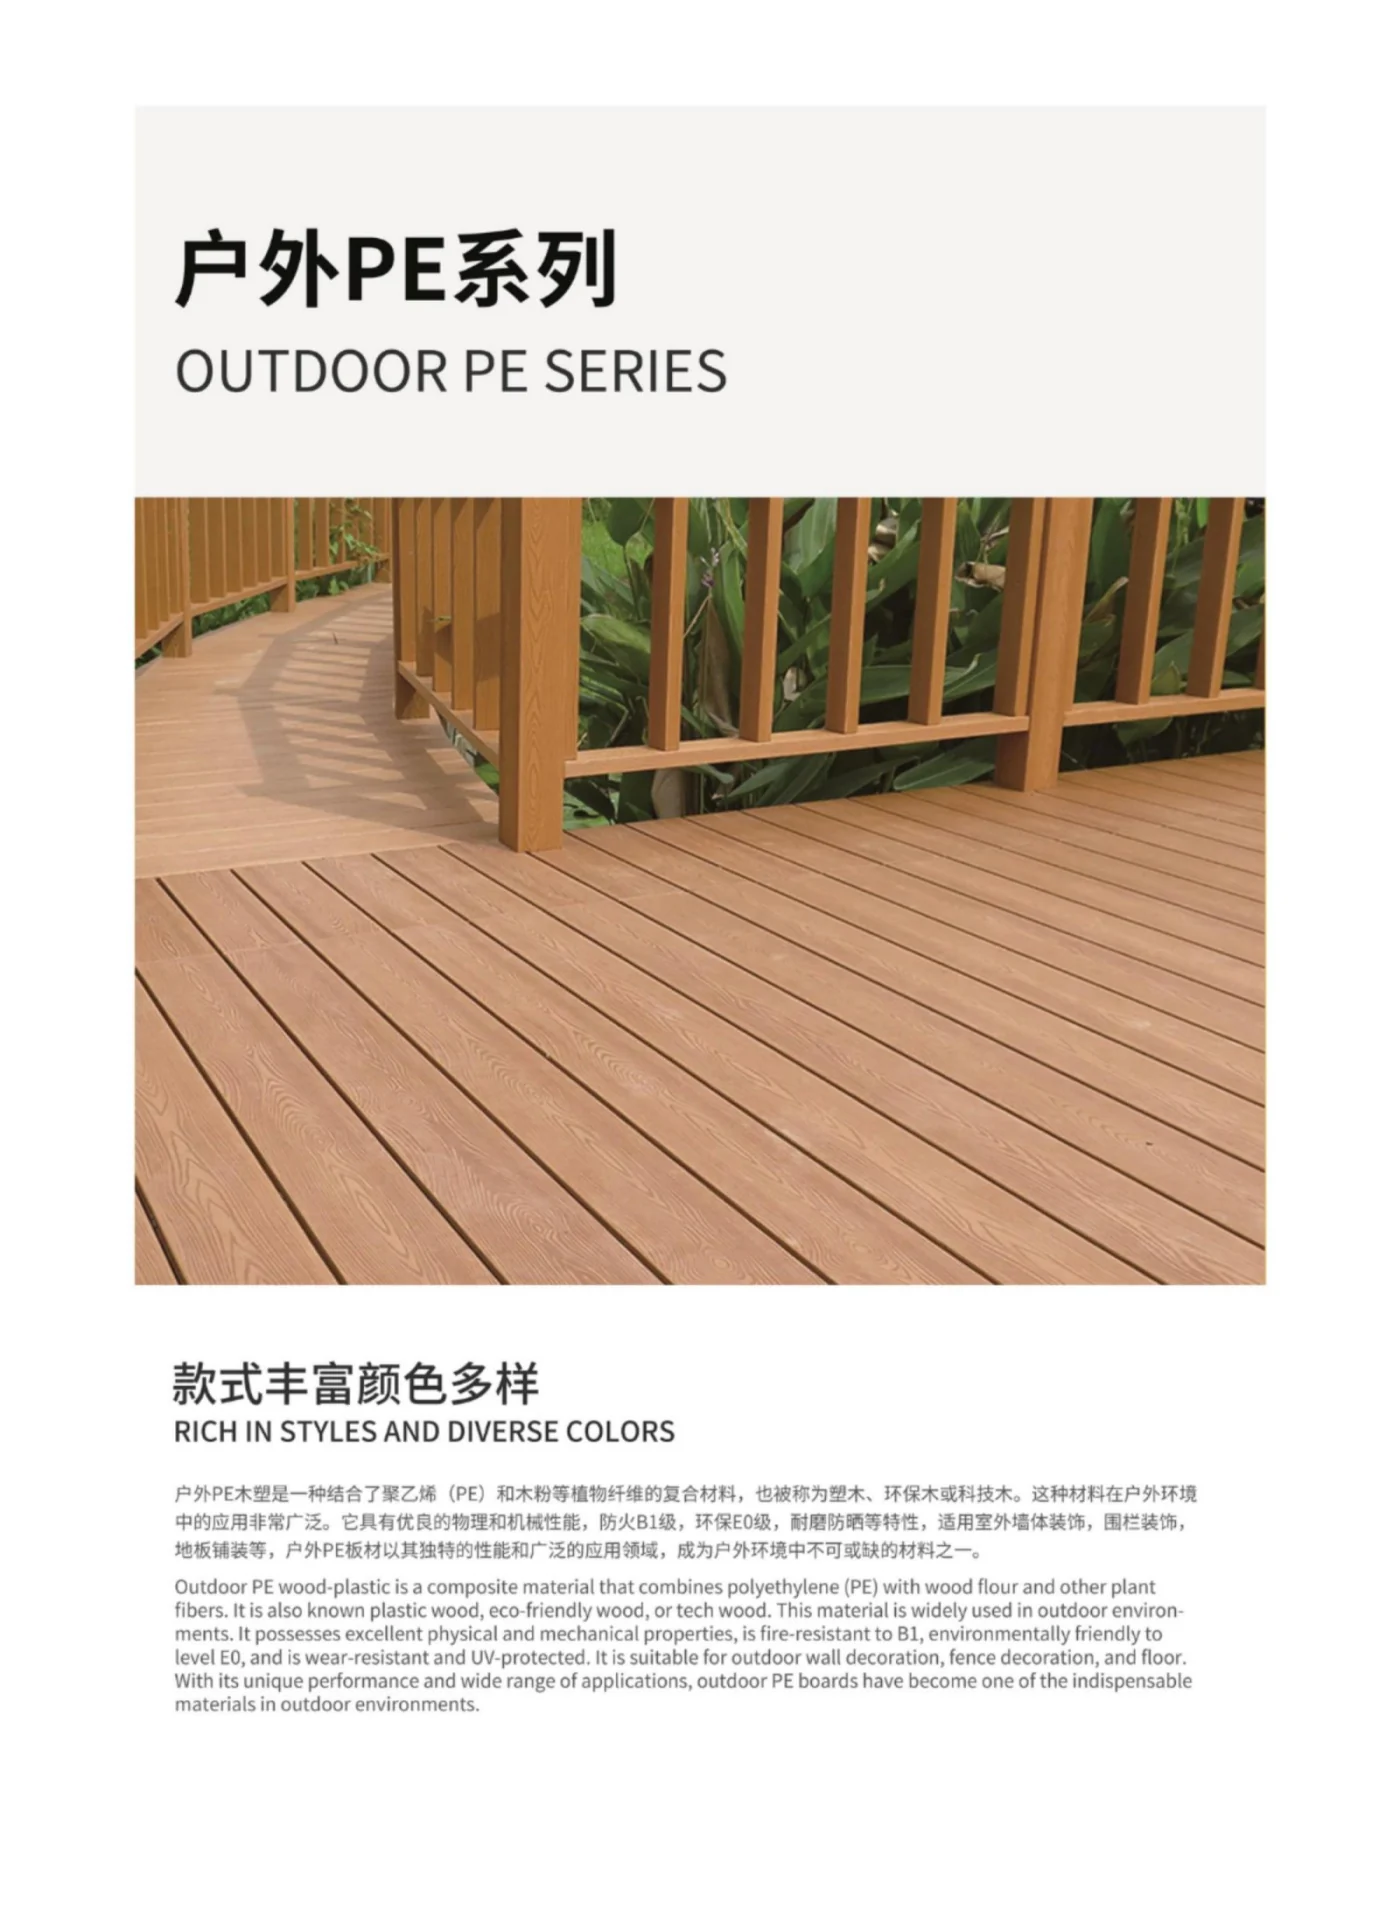 户外PE系列
OUTDOOR PE SERIES
款式丰富颜色多样
RICH IN STYLES AND DIVERSE COLORS
户外PE木塑是一种结合了聚乙烯（PE）和木粉等植物纤维的复合材料，也被称为塑木、环保木或科技木。这种材料在户外环境
中的应用非常广泛。它具有优良的物理和机械性能，防火B1级，环保E0级，耐磨防晒等特性，适用室外墙体装饰，围栏装饰，
地板铺装等，户外PE板材以其独特的性能和广泛的应用领域，成为户外环境中不可或缺的材料之一。
Outdoor PE wood-plastic is a composite material that combines polyethylene (PE) with wood flour and other plant
fibers. It is also known plastic wood, eco-friendly wood, or tech wood. This material is widely used in outdoor environ-
ments. It possesses excellent physical and mechanical properties, is fire-resistant to B1, environmentally friendly to
level E0, and is wear-resistant and UV-protected. It is suitable for outdoor wall decoration, fence decoration, and floor.
With its unique performance and wide range of applications, outdoor PE boards have become one of the indispensable
materials in outdoor environments.